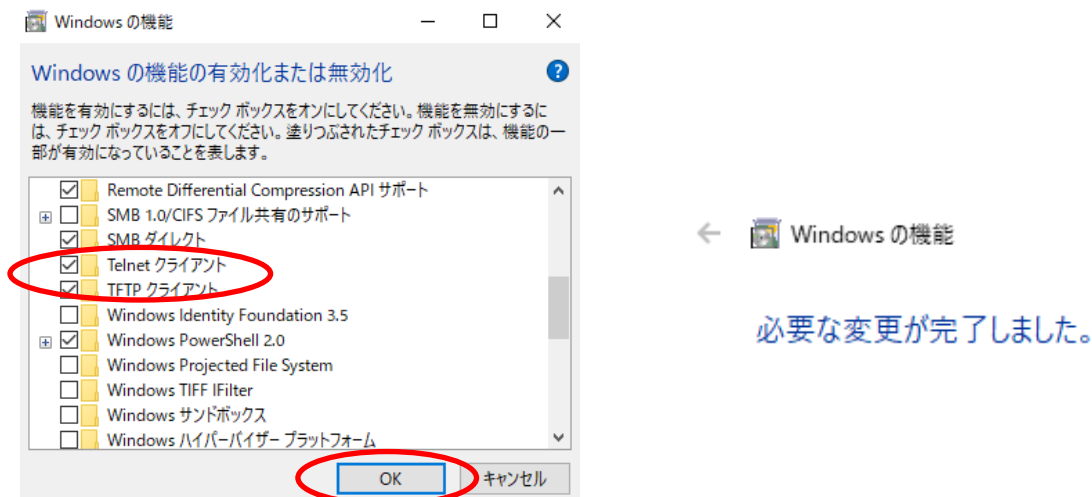 Windows の機能
Windows の機能の有効化または無効化
機能を有効にするには、チェック ボックスをオンにしてください。機能を無効にするに
は、チェック ボックスをオフにしてください。塗りつぶされたチェック ボックスは、機能の一
部が有効になっていることを表します。
Remote Differential Compression API サポート
SMB 1.0/CIFS ファイル共有のサポート
SMB ダイレクト
Telnet クライアント
TFTP クライアント
Windows Identity Foundation 3.5
Windows PowerShell 2.0
Windows Projected File System
Windows TIFF IFilter
Windows サンドボックス
Windows ハイパーバイザー プラットフォーム
OK
キャンセル
Windows の機能
必要な変更が完了しました。